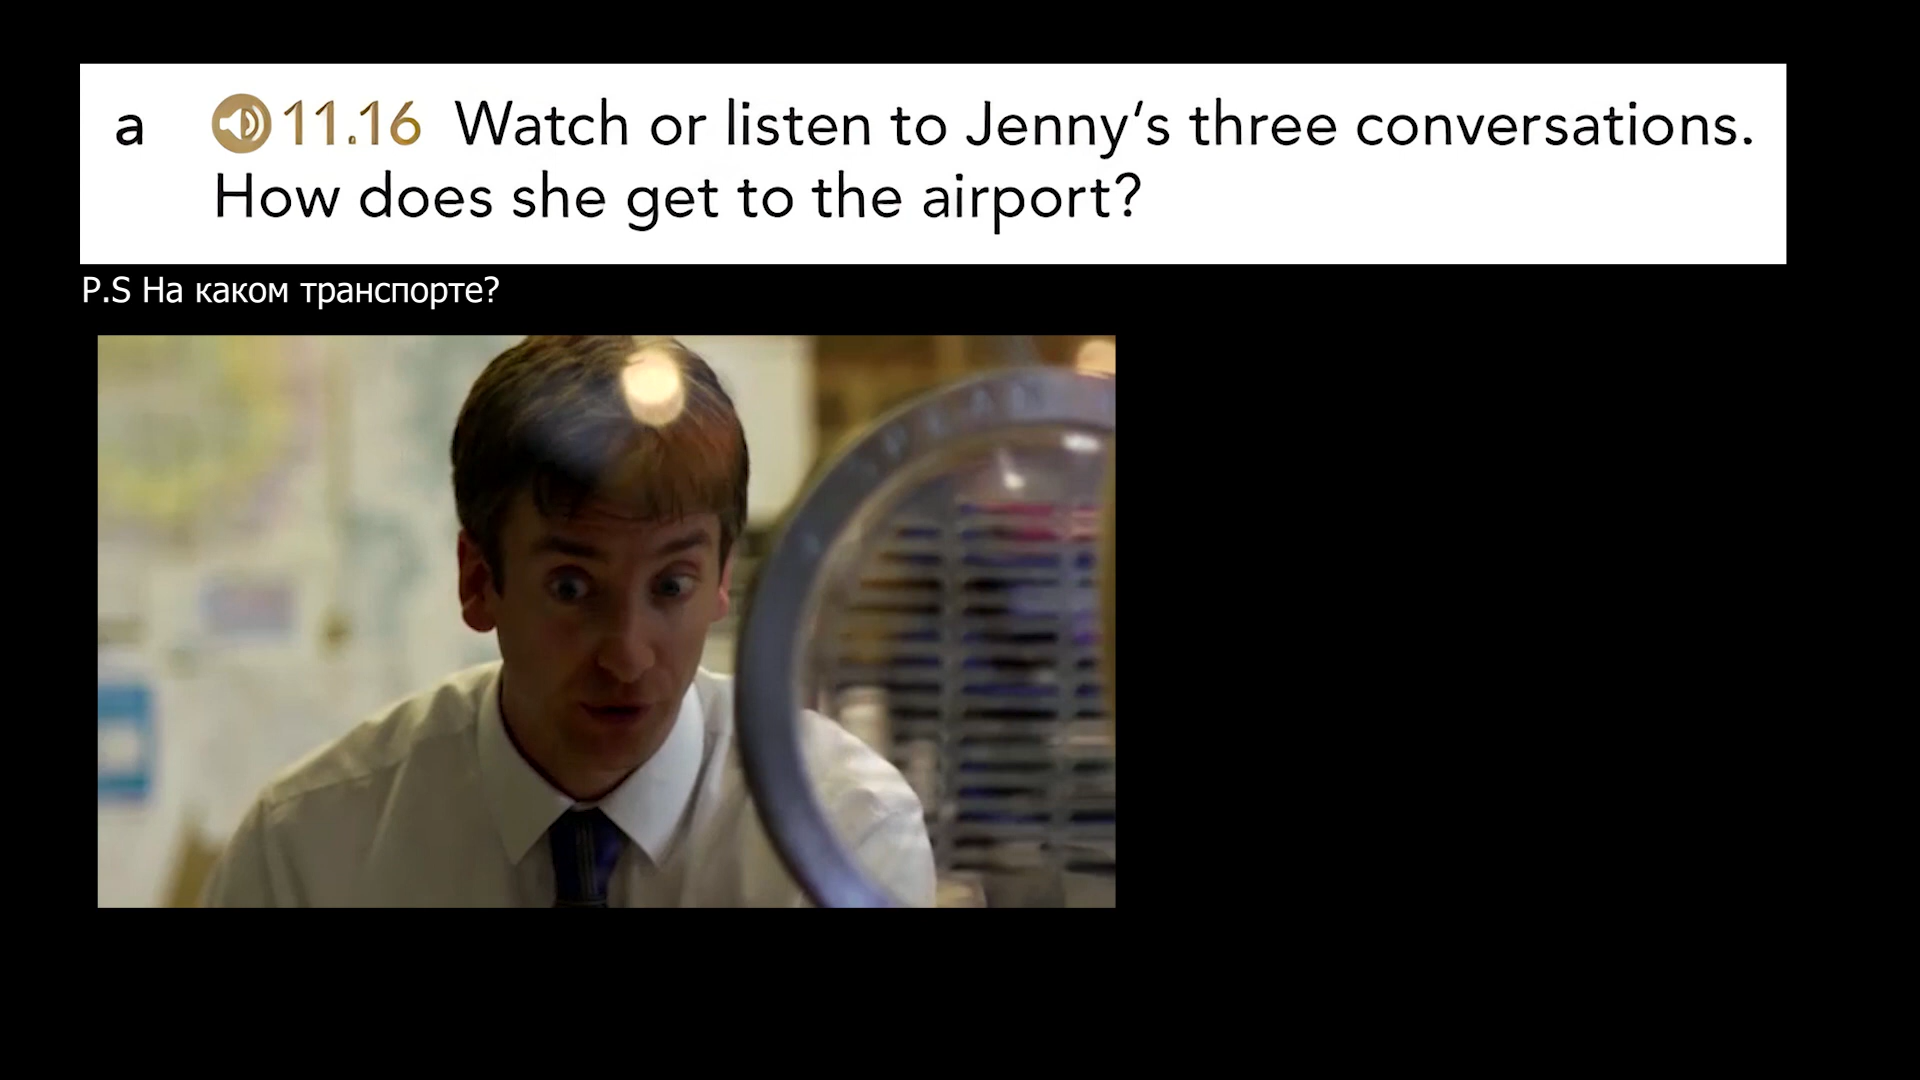 a 11.16 Watch or listen to Jenny's three conversations.
How does she get to the airport?
P.S На каком транспорте?